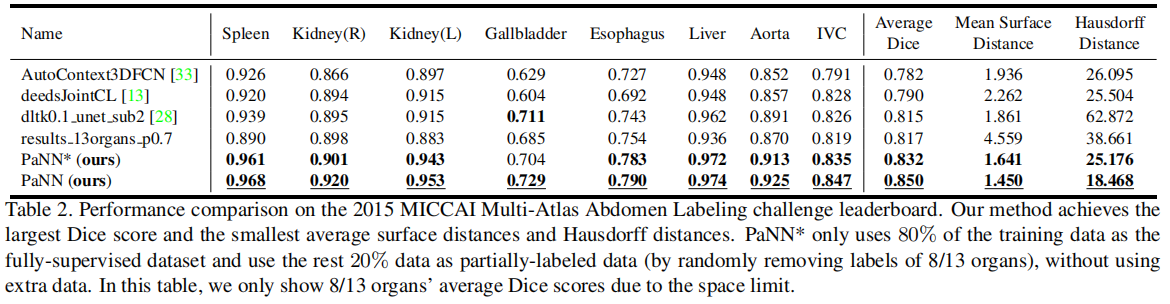 Name Spleen Kidney(R) Kidney(L) Gallbladder Esophagus Liver Aorta IVC Average Dice Mean Surface Distance Hausdorff Distance
AutoContext3DFCN [33] 0.926 0.866 0.897 0.629 0.727 0.948 0.852 0.791 0.782 1.936 26.095
deedsJointCL [13] 0.920 0.894 0.915 0.604 0.692 0.948 0.857 0.828 0.790 2.262 25.504
dltk0.1_unet_sub2 [28] 0.939 0.895 0.915 0.711 0.743 0.962 0.891 0.826 0.815 1.861 62.872
results_13organs_p0.7 0.890 0.898 0.883 0.685 0.754 0.936 0.870 0.819 0.817 4.559 38.661
PaNN* (ours) 0.961 0.901 0.943 0.704 0.783 0.972 0.913 0.835 0.832 1.641 25.176
PaNN (ours) 0.968 0.920 0.953 0.729 0.790 0.974 0.925 0.847 0.850 1.450 18.468
Table 2. Performance comparison on the 2015 MICCAI Multi-Atlas Abdomen Labeling challenge leaderboard. Our method achieves the
largest Dice score and the smallest average surface distances and Hausdorff distances. PaNN* only uses 80% of the training data as the
fully-supervised dataset and use the rest 20% data as partially-labeled data (by randomly removing labels of 8/13 organs), without using
extra data. In this table, we only show 8/13 organs' average Dice scores due to the space limit.